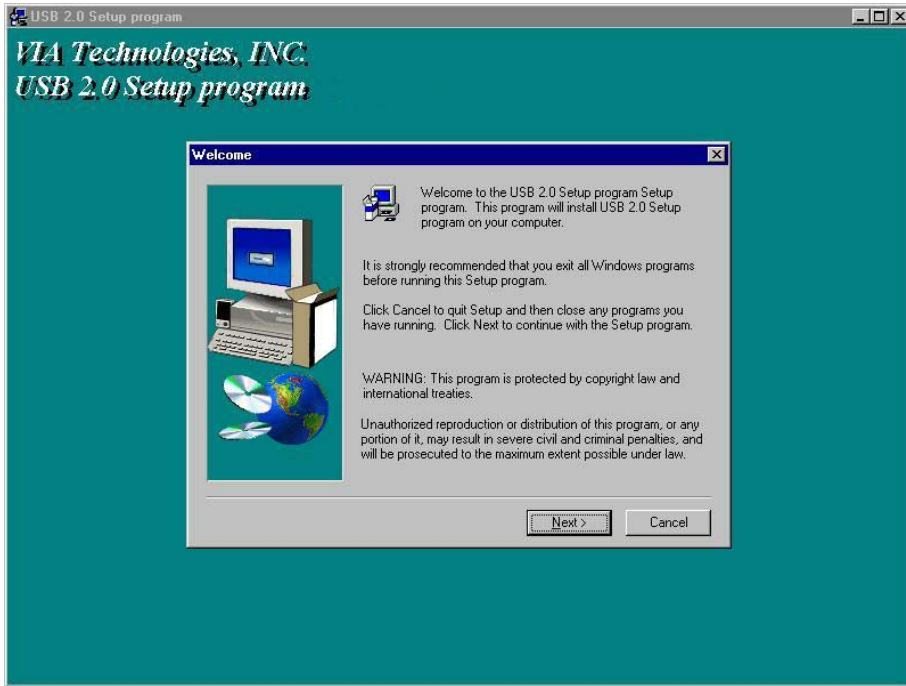 USB 2.0 Setup program
VIA Technologies, INC.
USB 2.0 Setup program
Welcome
Welcome to the USB 2.0 Setup program Setup
program. This program will install USB 2.0 Setup
program on your computer.
It is strongly recommended that you exit all Windows programs
before running this Setup program.
Click Cancel to quit Setup and then close any programs you
have running. Click Next to continue with the Setup program.
WARNING: This program is protected by copyright law and
international treaties.
Unauthorized reproduction or distribution of this program, or any
portion of it, may result in severe civil and criminal penalties, and
will be prosecuted to the maximum extent possible under law.
Next >
Cancel